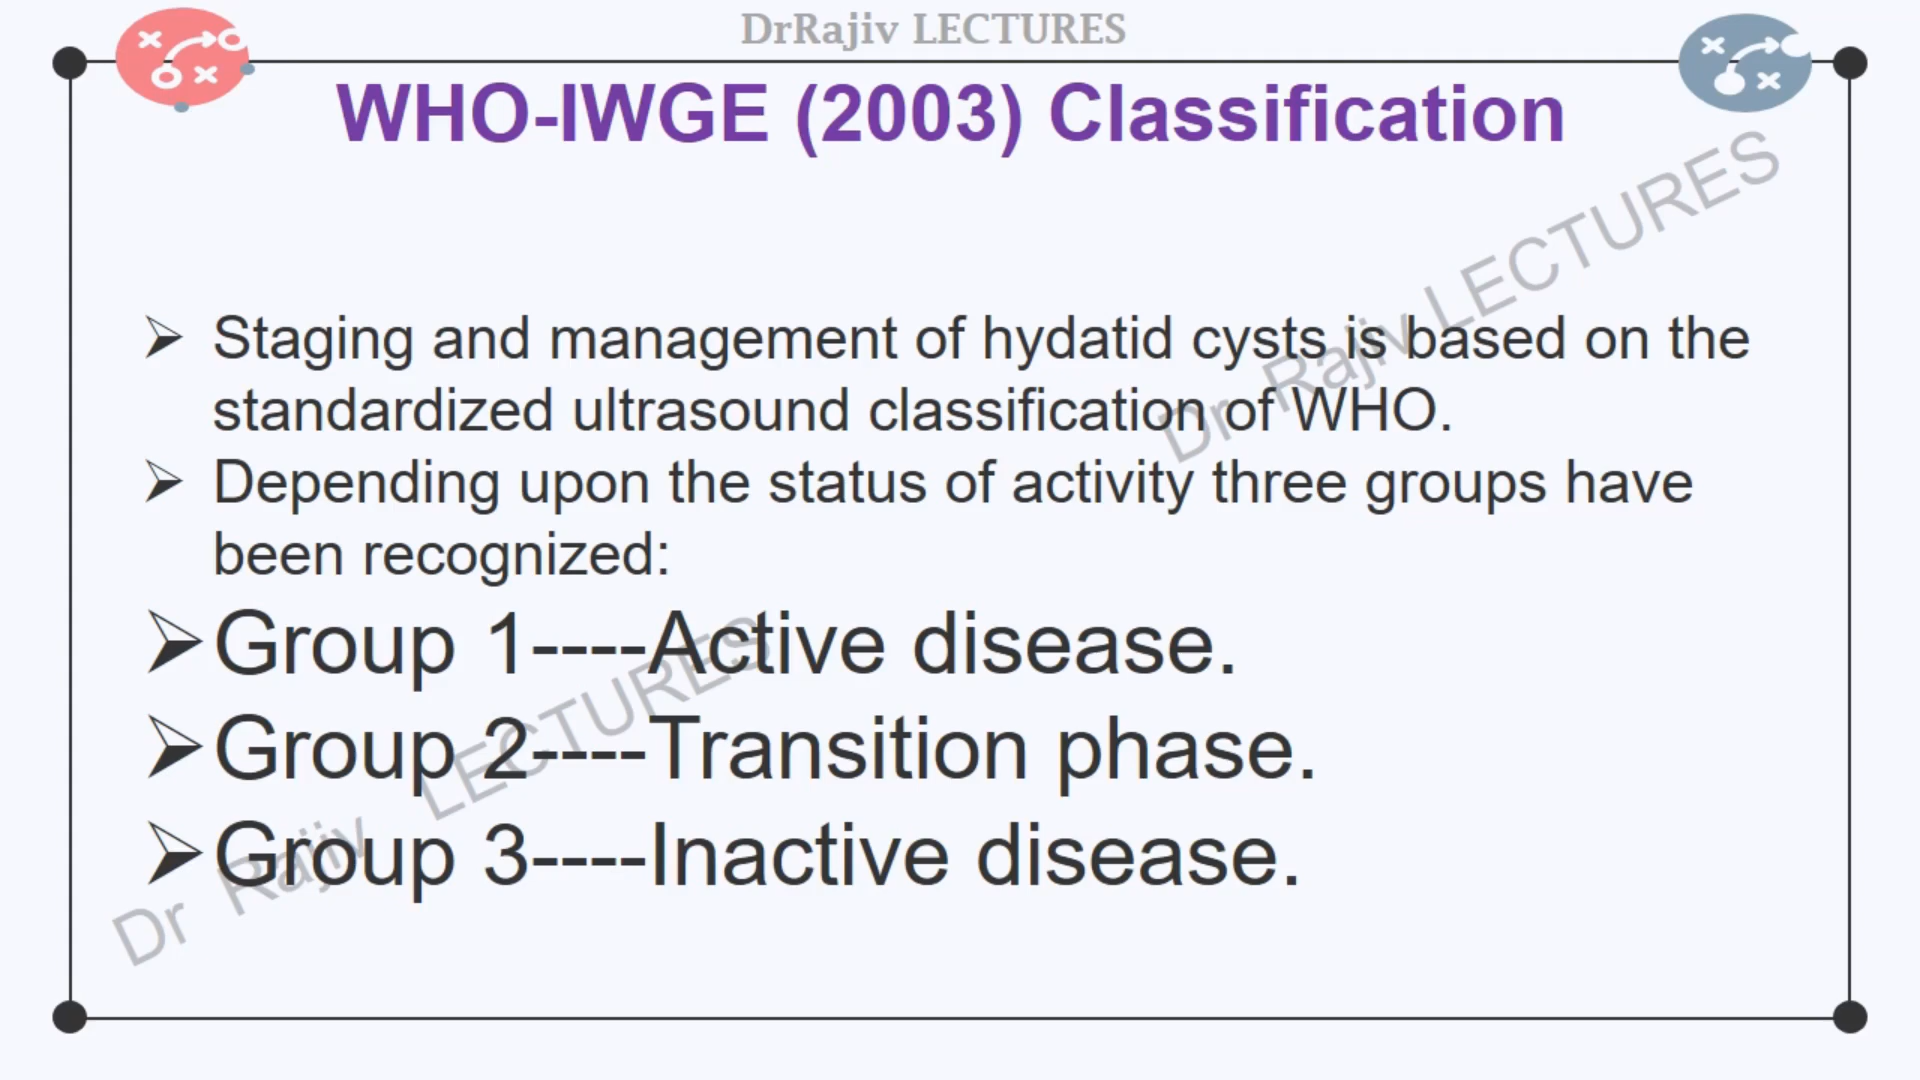 DrRajiv LECTURES
WHO-IWGE (2003) Classification
Staging and management of hydatid cysts is based on the
standardized ultrasound classification of WHO.
Depending upon the status of activity three groups have
been recognized:
Group 1----Active disease.
Group 2----Transition phase.
Group 3----Inactive disease.
Dr Rajiv LECTURES
Dr Rajiv LECTURES